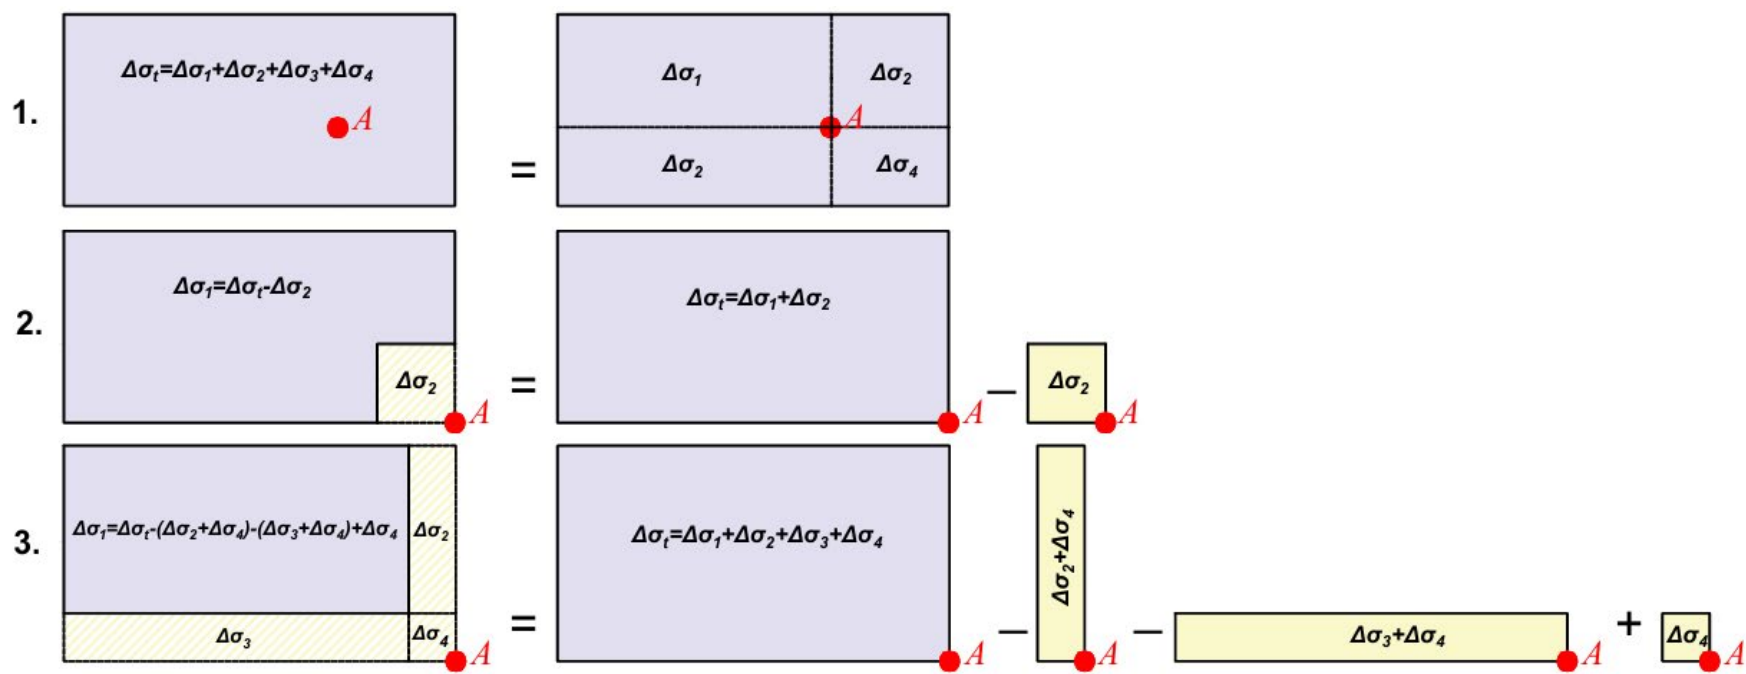 1.
Δσt=Δσ1+Δσ2+Δσ3+Δσ4
A
=
Δσ1
Δσ2
A
Δσ2
Δσ4
2.
Δσ1=Δσt-Δσ2
Δσ2
A
=
Δσt=Δσ1+Δσ2
A
–
Δσ2
A
3.
Δσ1=Δσt-(Δσ2+Δσ4)-(Δσ3+Δσ4)+Δσ4
Δσ2
Δσ3
Δσ4
A
=
Δσt=Δσ1+Δσ2+Δσ3+Δσ4
A
–
Δσ2+Δσ4
A
–
Δσ3+Δσ4
A
+
Δσ4
A